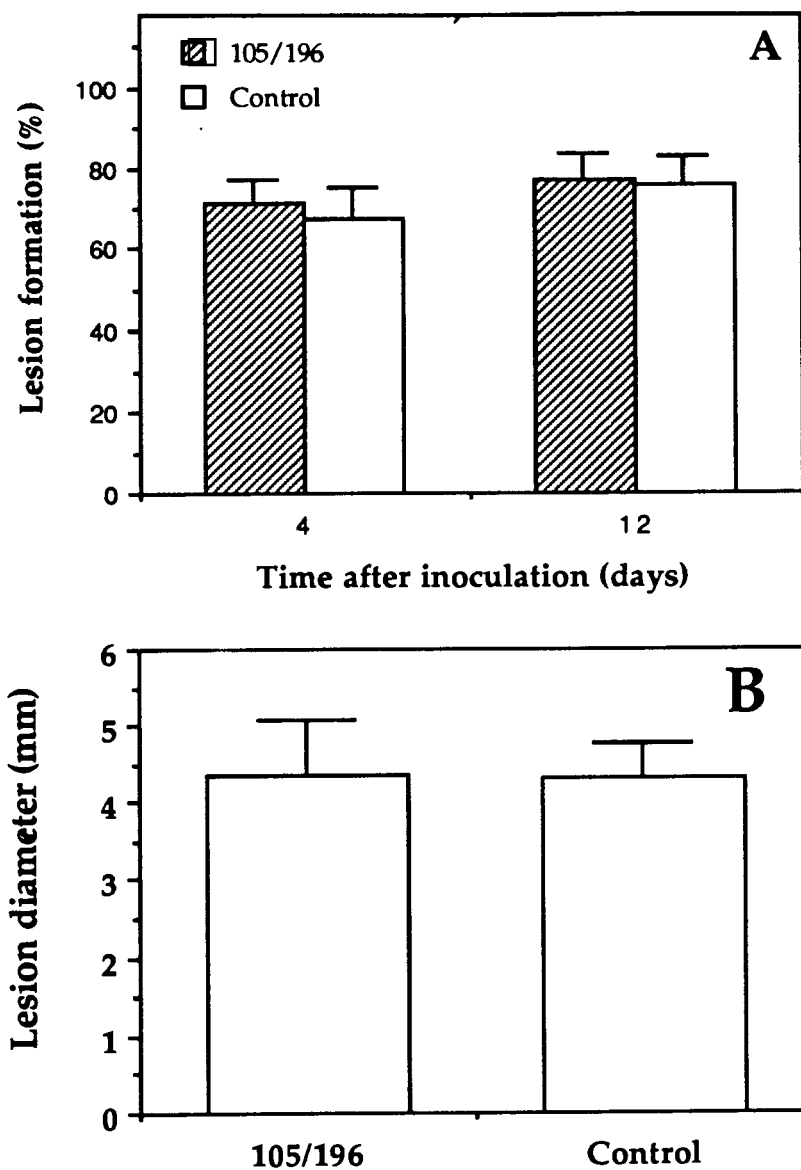 A
105/196
Control
100
80
60
40
20
0
Lesion formation (%)
4 12
Time after inoculation (days)
B
6
5
4
3
2
1
0
Lesion diameter (mm)
105/196 Control